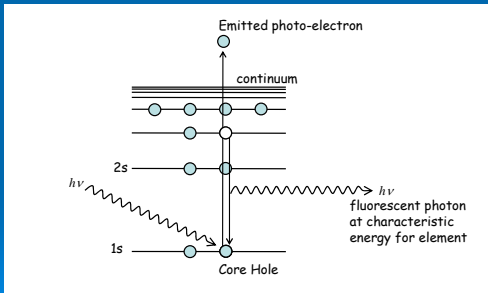 Emitted photo-electron
continuum
2s
hν
hν
fluorescent photon
at characteristic
energy for element
1s
Core Hole